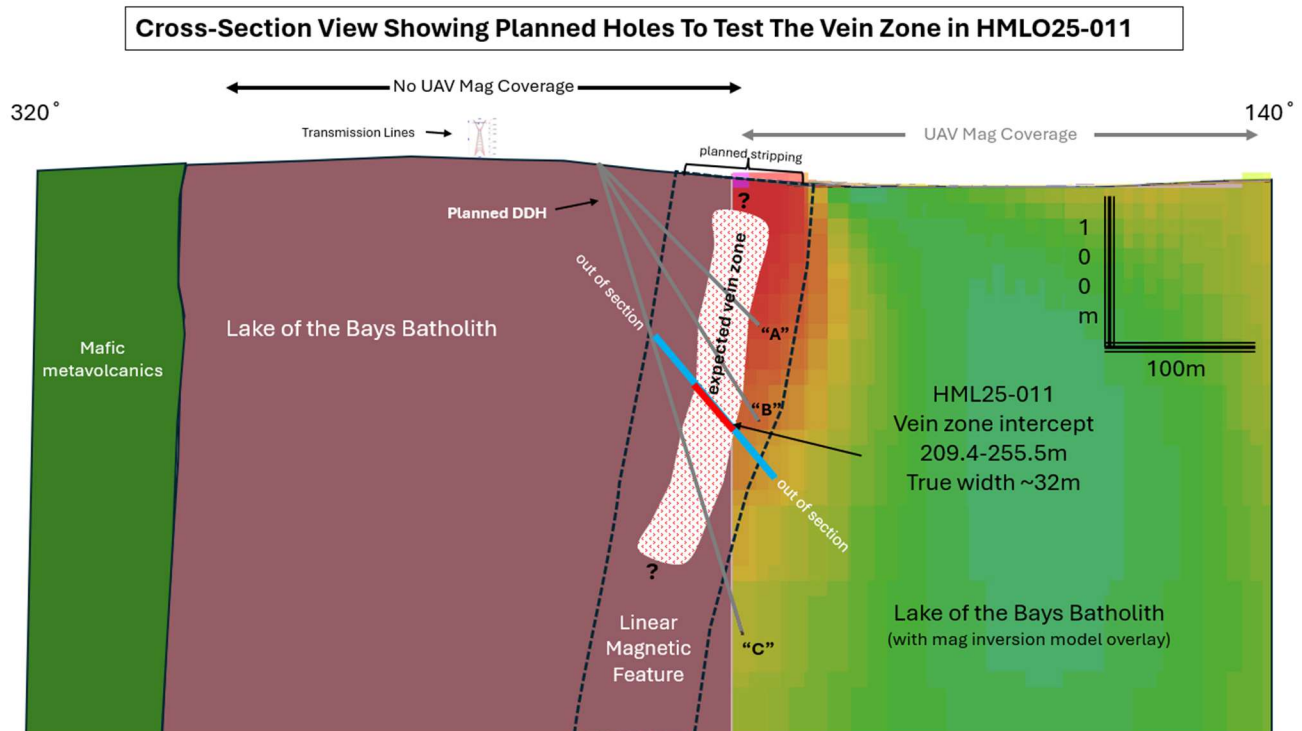 Cross-Section View Showing Planned Holes To Test The Vein Zone in HMLO25-011
No UAV Mag Coverage
320°
140°
Transmission Lines
UAV Mag Coverage
planned stripping
?
Planned DDH
1
0
0
m
100m
out of section
expected vein zone
Lake of the Bays Batholith
Mafic
metavolcanics
"A"
"B"
HML25-011
Vein zone intercept
209.4-255.5m
True width ~32m
out of section
?
Linear
Magnetic
Feature
"C"
Lake of the Bays Batholith
(with mag inversion model overlay)